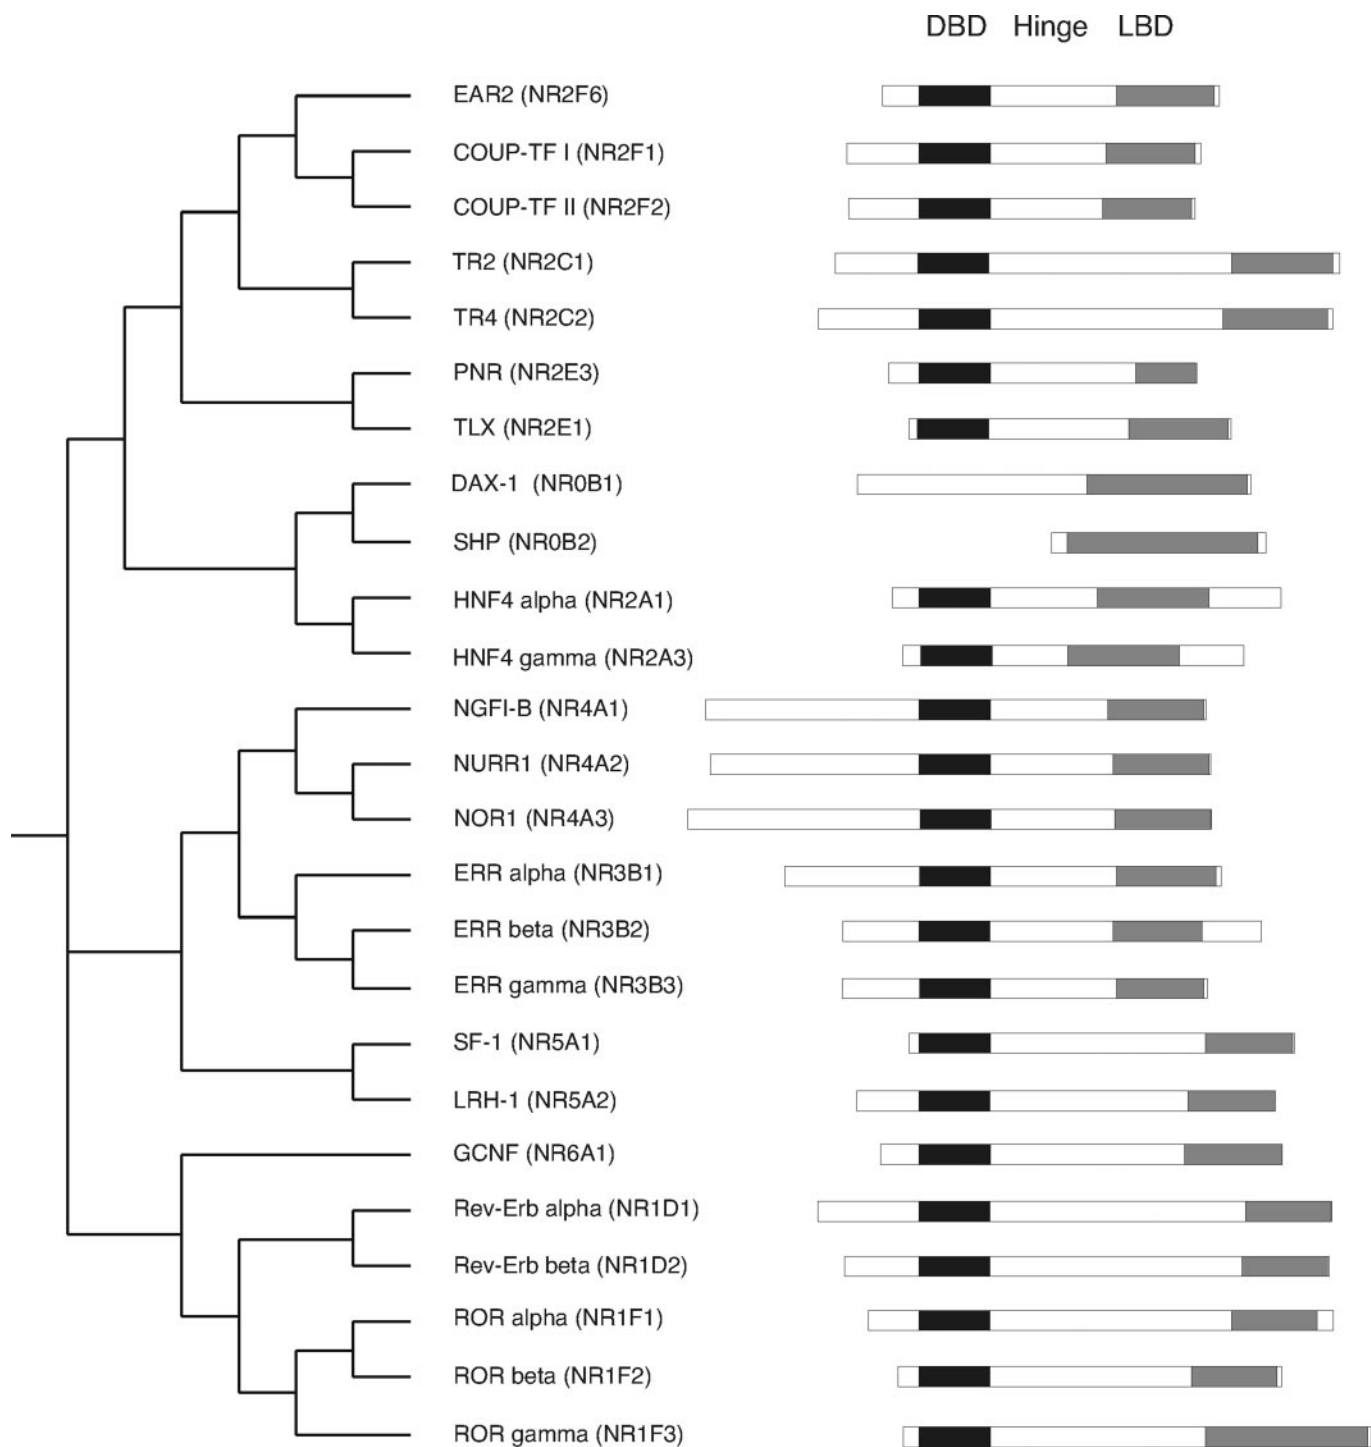 DBD Hinge LBD
EAR2 (NR2F6)
COUP-TF I (NR2F1)
COUP-TF II (NR2F2)
TR2 (NR2C1)
TR4 (NR2C2)
PNR (NR2E3)
TLX (NR2E1)
DAX-1 (NR0B1)
SHP (NR0B2)
HNF4 alpha (NR2A1)
HNF4 gamma (NR2A3)
NGFI-B (NR4A1)
NURR1 (NR4A2)
NOR1 (NR4A3)
ERR alpha (NR3B1)
ERR beta (NR3B2)
ERR gamma (NR3B3)
SF-1 (NR5A1)
LRH-1 (NR5A2)
GCNF (NR6A1)
Rev-Erb alpha (NR1D1)
Rev-Erb beta (NR1D2)
ROR alpha (NR1F1)
ROR beta (NR1F2)
ROR gamma (NR1F3)